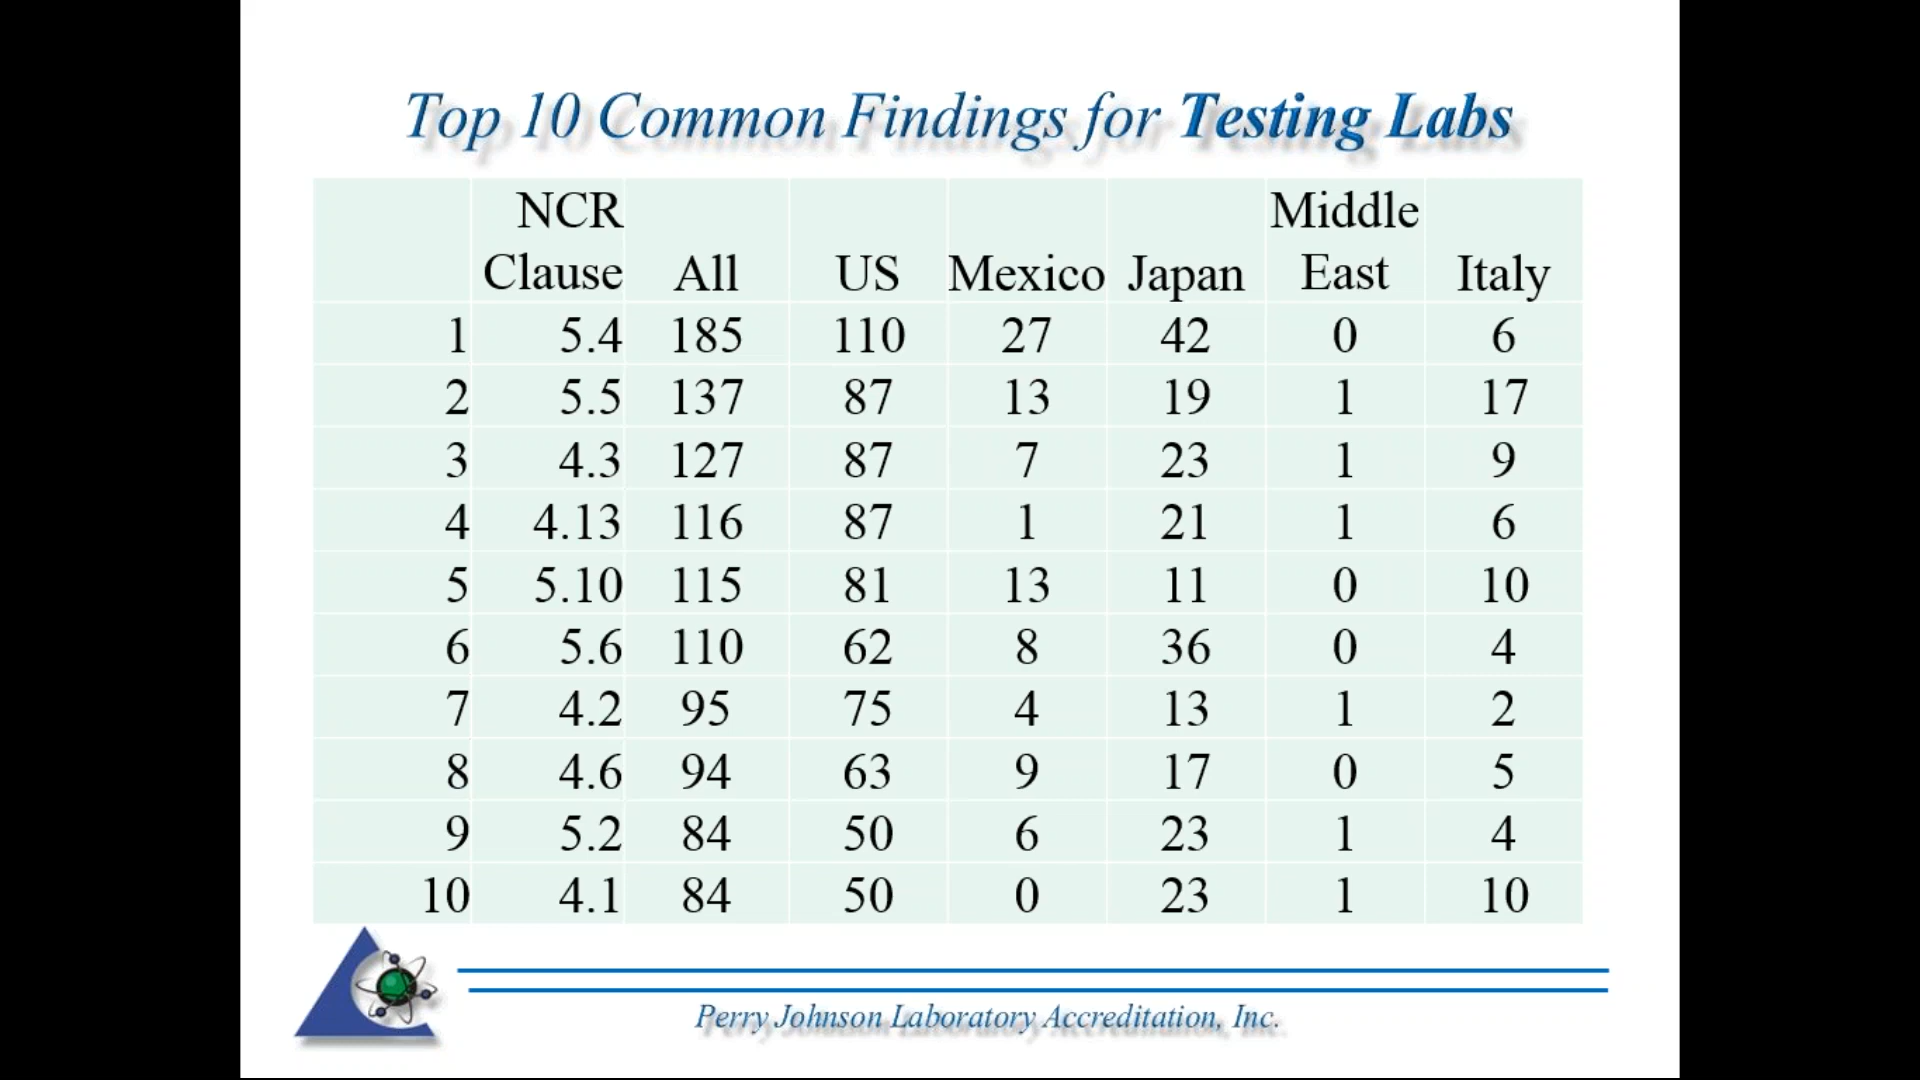 Top 10 Common Findings for Testing Labs
NCR Clause All US Mexico Japan Middle East Italy
1 5.4 185 110 27 42 0 6
2 5.5 137 87 13 19 1 17
3 4.3 127 87 7 23 1 9
4 4.13 116 87 1 21 1 6
5 5.10 115 81 13 11 0 10
6 5.6 110 62 8 36 0 4
7 4.2 95 75 4 13 1 2
8 4.6 94 63 9 17 0 5
9 5.2 84 50 6 23 1 4
10 4.1 84 50 0 23 1 10
Perry Johnson Laboratory Accreditation, Inc.